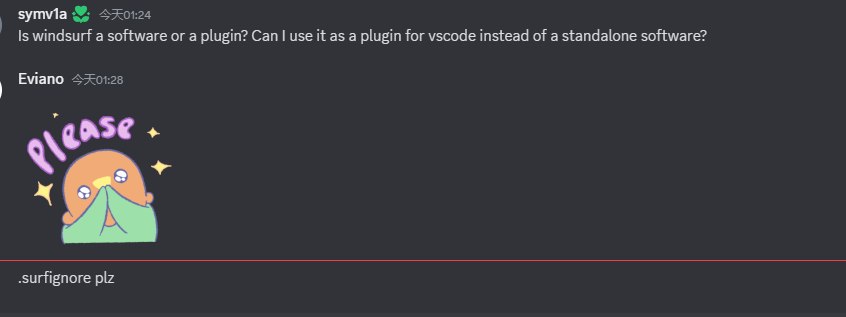 symv1a 今天01:24
Is windsurf a software or a plugin? Can I use it as a plugin for vscode instead of a standalone software?
Eviano 今天01:28
Please
.surfignore plz